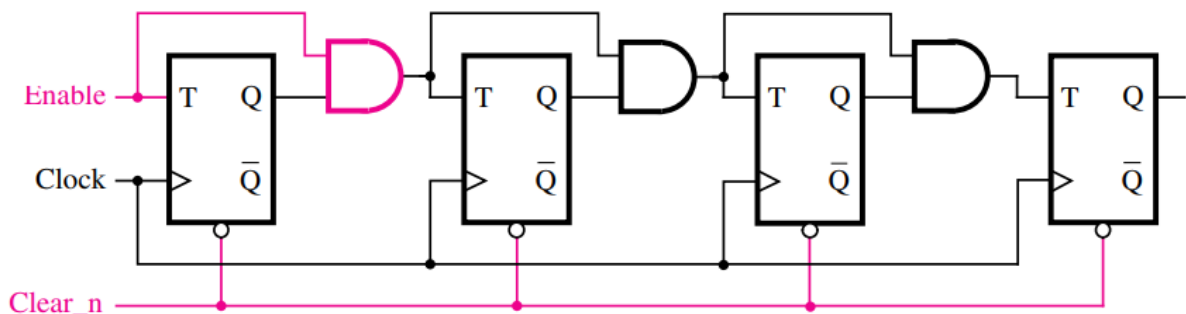 Enable T Q T Q T Q T Q
Clock Q̅ Q̅ Q̅ Q̅
Clear_n